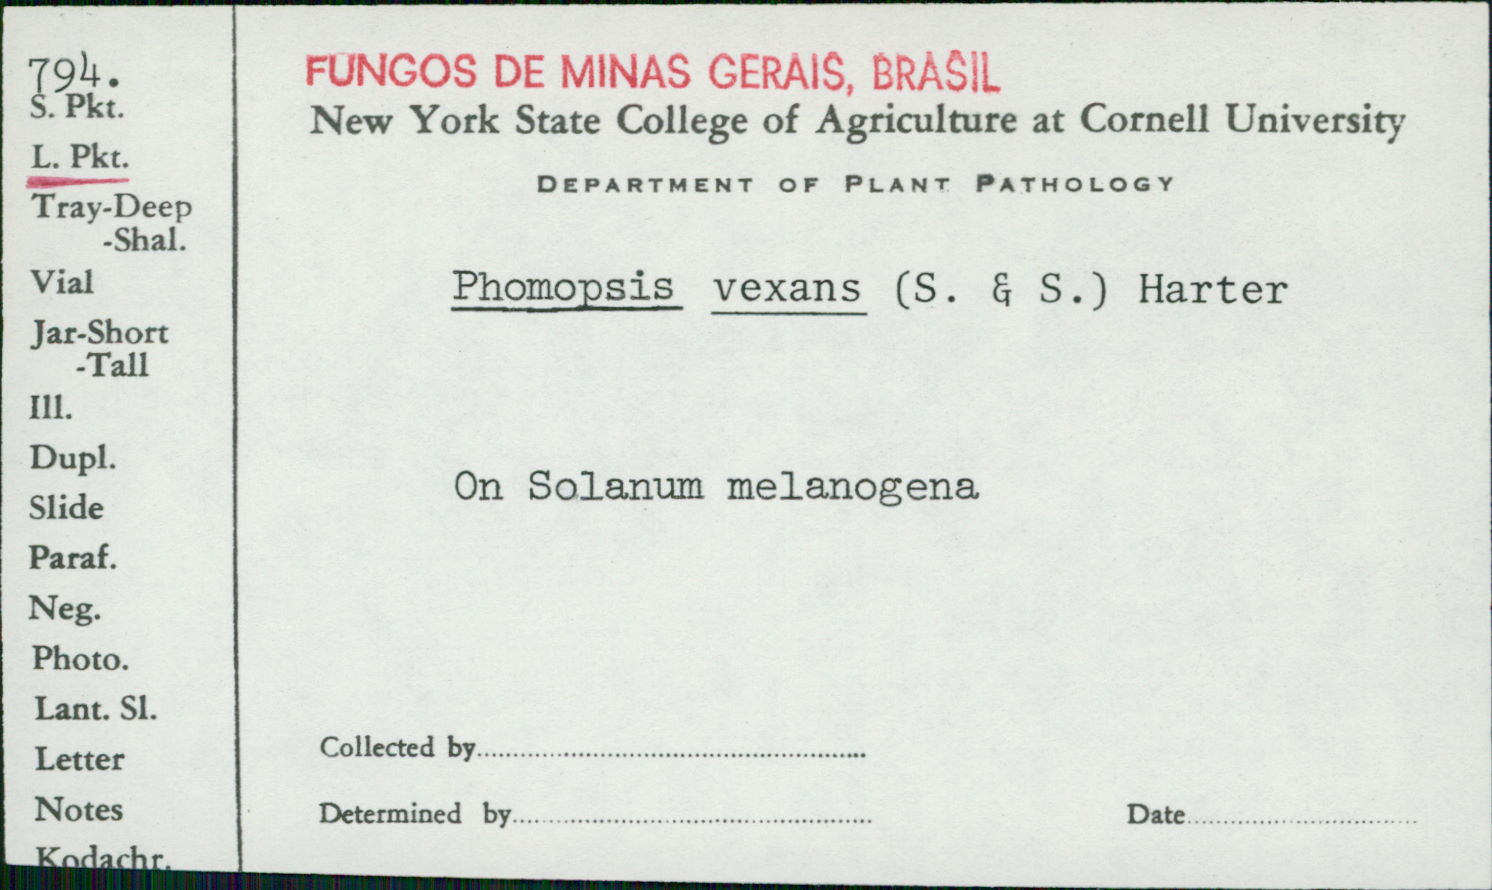 794.
S. Pkt.
L. Pkt.
Tray-Deep
-Shal.
Vial
Jar-Short
-Tall
Ill.
Dupl.
Slide
Paraf.
Neg.
Photo.
Lant. Sl.
Letter
Notes
Kodachr.
FUNGOS DE MINAS GERAIS, BRASIL
New York State College of Agriculture at Cornell University
DEPARTMENT OF PLANT PATHOLOGY
Phomopsis vexans (S. & S.) Harter
On Solanum melanogena
Collected by
Determined by
Date